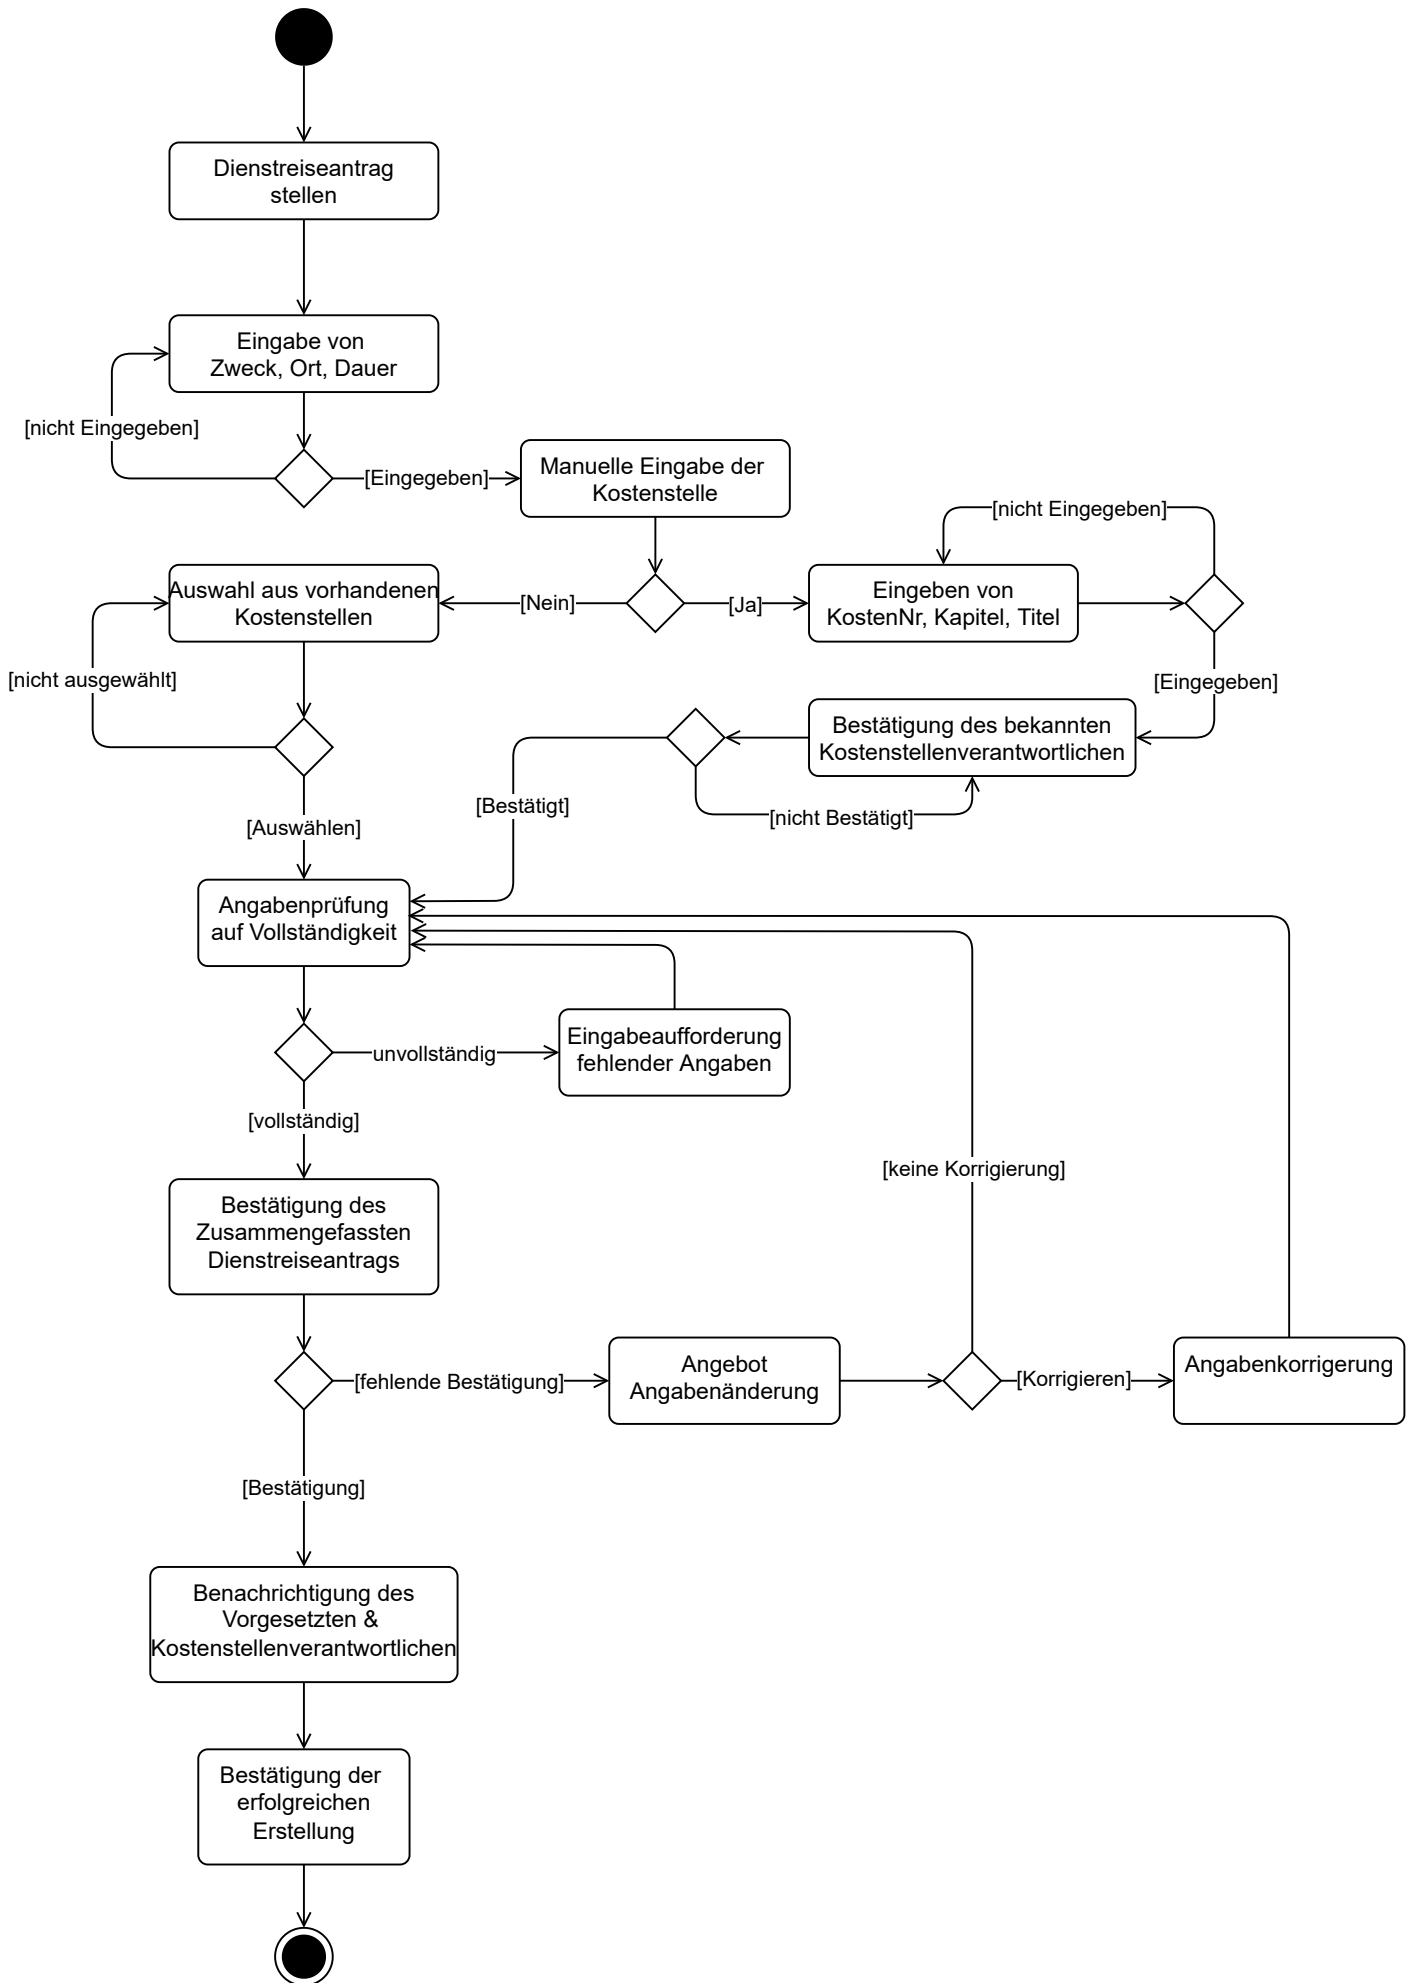 Dienstreiseantrag
stellen
Eingabe von
Zweck, Ort, Dauer
[nicht Eingegeben]
[Eingegeben]
Manuelle Eingabe der
Kostenstelle
[nicht Eingegeben]
Auswahl aus vorhandenen
Kostenstellen
[Nein]
[Ja]
Eingeben von
KostenNr, Kapitel, Titel
[nicht ausgewählt]
[Eingegeben]
Bestätigung des bekannten
Kostenstellenverantwortlichen
[Bestätigt]
[nicht Bestätigt]
[Auswählen]
Angabenprüfung
auf Vollständigkeit
unvollständig
Eingabeaufforderung
fehlender Angaben
[vollständig]
[keine Korrigierung]
Bestätigung des
Zusammengefassten
Dienstreiseantrags
[fehlende Bestätigung]
Angebot
Angabenänderung
[Korrigieren]
Angabenkorrigerung
[Bestätigung]
Benachrichtigung des
Vorgesetzten &
Kostenstellenverantwortlichen
Bestätigung der
erfolgreichen
Erstellung